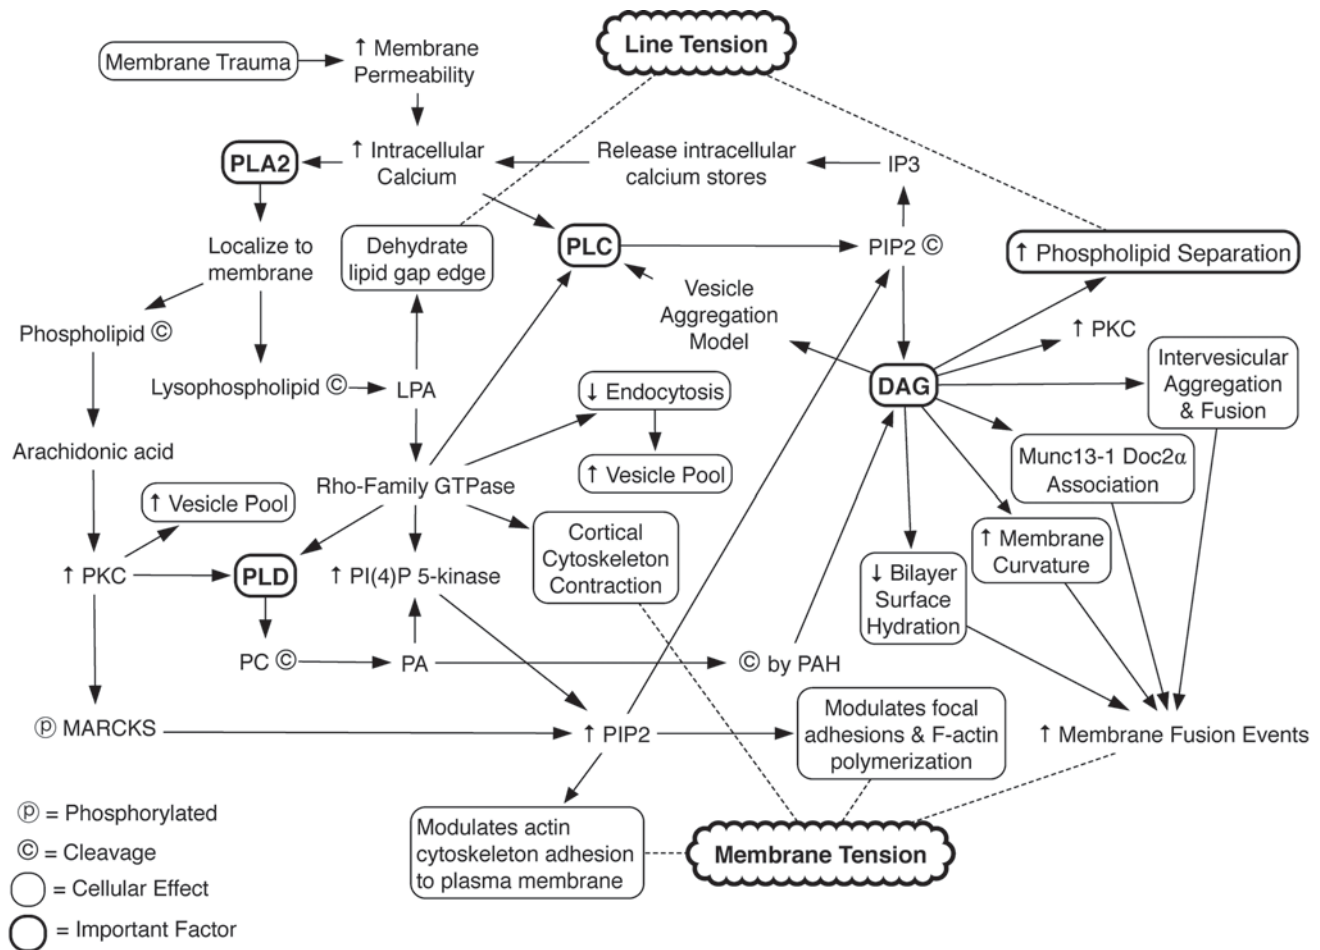 Line Tension
Membrane Trauma
↑ Membrane
Permeability
PLA2
↑ Intracellular
Calcium
Release intracellular
calcium stores
IP3
Localize to
membrane
Dehydrate
lipid gap edge
PLC
PIP2 ©
↑ Phospholipid Separation
Vesicle
Aggregation
Model
Phospholipid ©
↑ PKC
Intervesicular
Aggregation
& Fusion
Lysophospholipid ©
LPA
↓ Endocytosis
DAG
Arachidonic acid
Munc13-1 Doc2α
Association
Rho-Family GTPase
↑ Vesicle Pool
↑ Vesicle Pool
Cortical
Cytoskeleton
Contraction
↑ Membrane
Curvature
↑ PKC
PLD
↑ PI(4)P 5-kinase
↓ Bilayer
Surface
Hydration
PC ©
PA
© by PAH
ⓟ MARCKS
↑ PIP2
Modulates focal
adhesions & F-actin
polymerization
↑ Membrane Fusion Events
Modulates actin
cytoskeleton adhesion
to plasma membrane
Membrane Tension
ⓟ = Phosphorylated
© = Cleavage
= Cellular Effect
= Important Factor